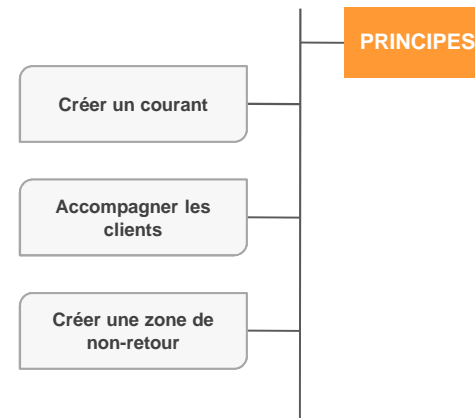 PRINCIPES
Créer un courant
Accompagner les
clients
Créer une zone de
non-retour